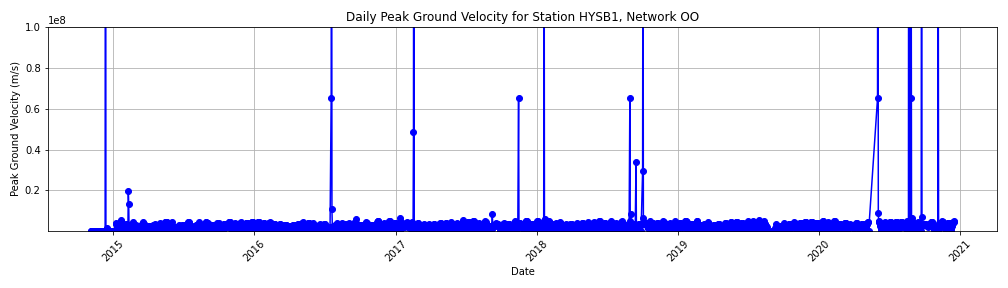 Daily Peak Ground Velocity for Station HYSB1, Network OO
1e8
1.0
0.8
0.6
0.4
0.2
Peak Ground Velocity (m/s)
2015 2016 2017 2018 2019 2020 2021
Date